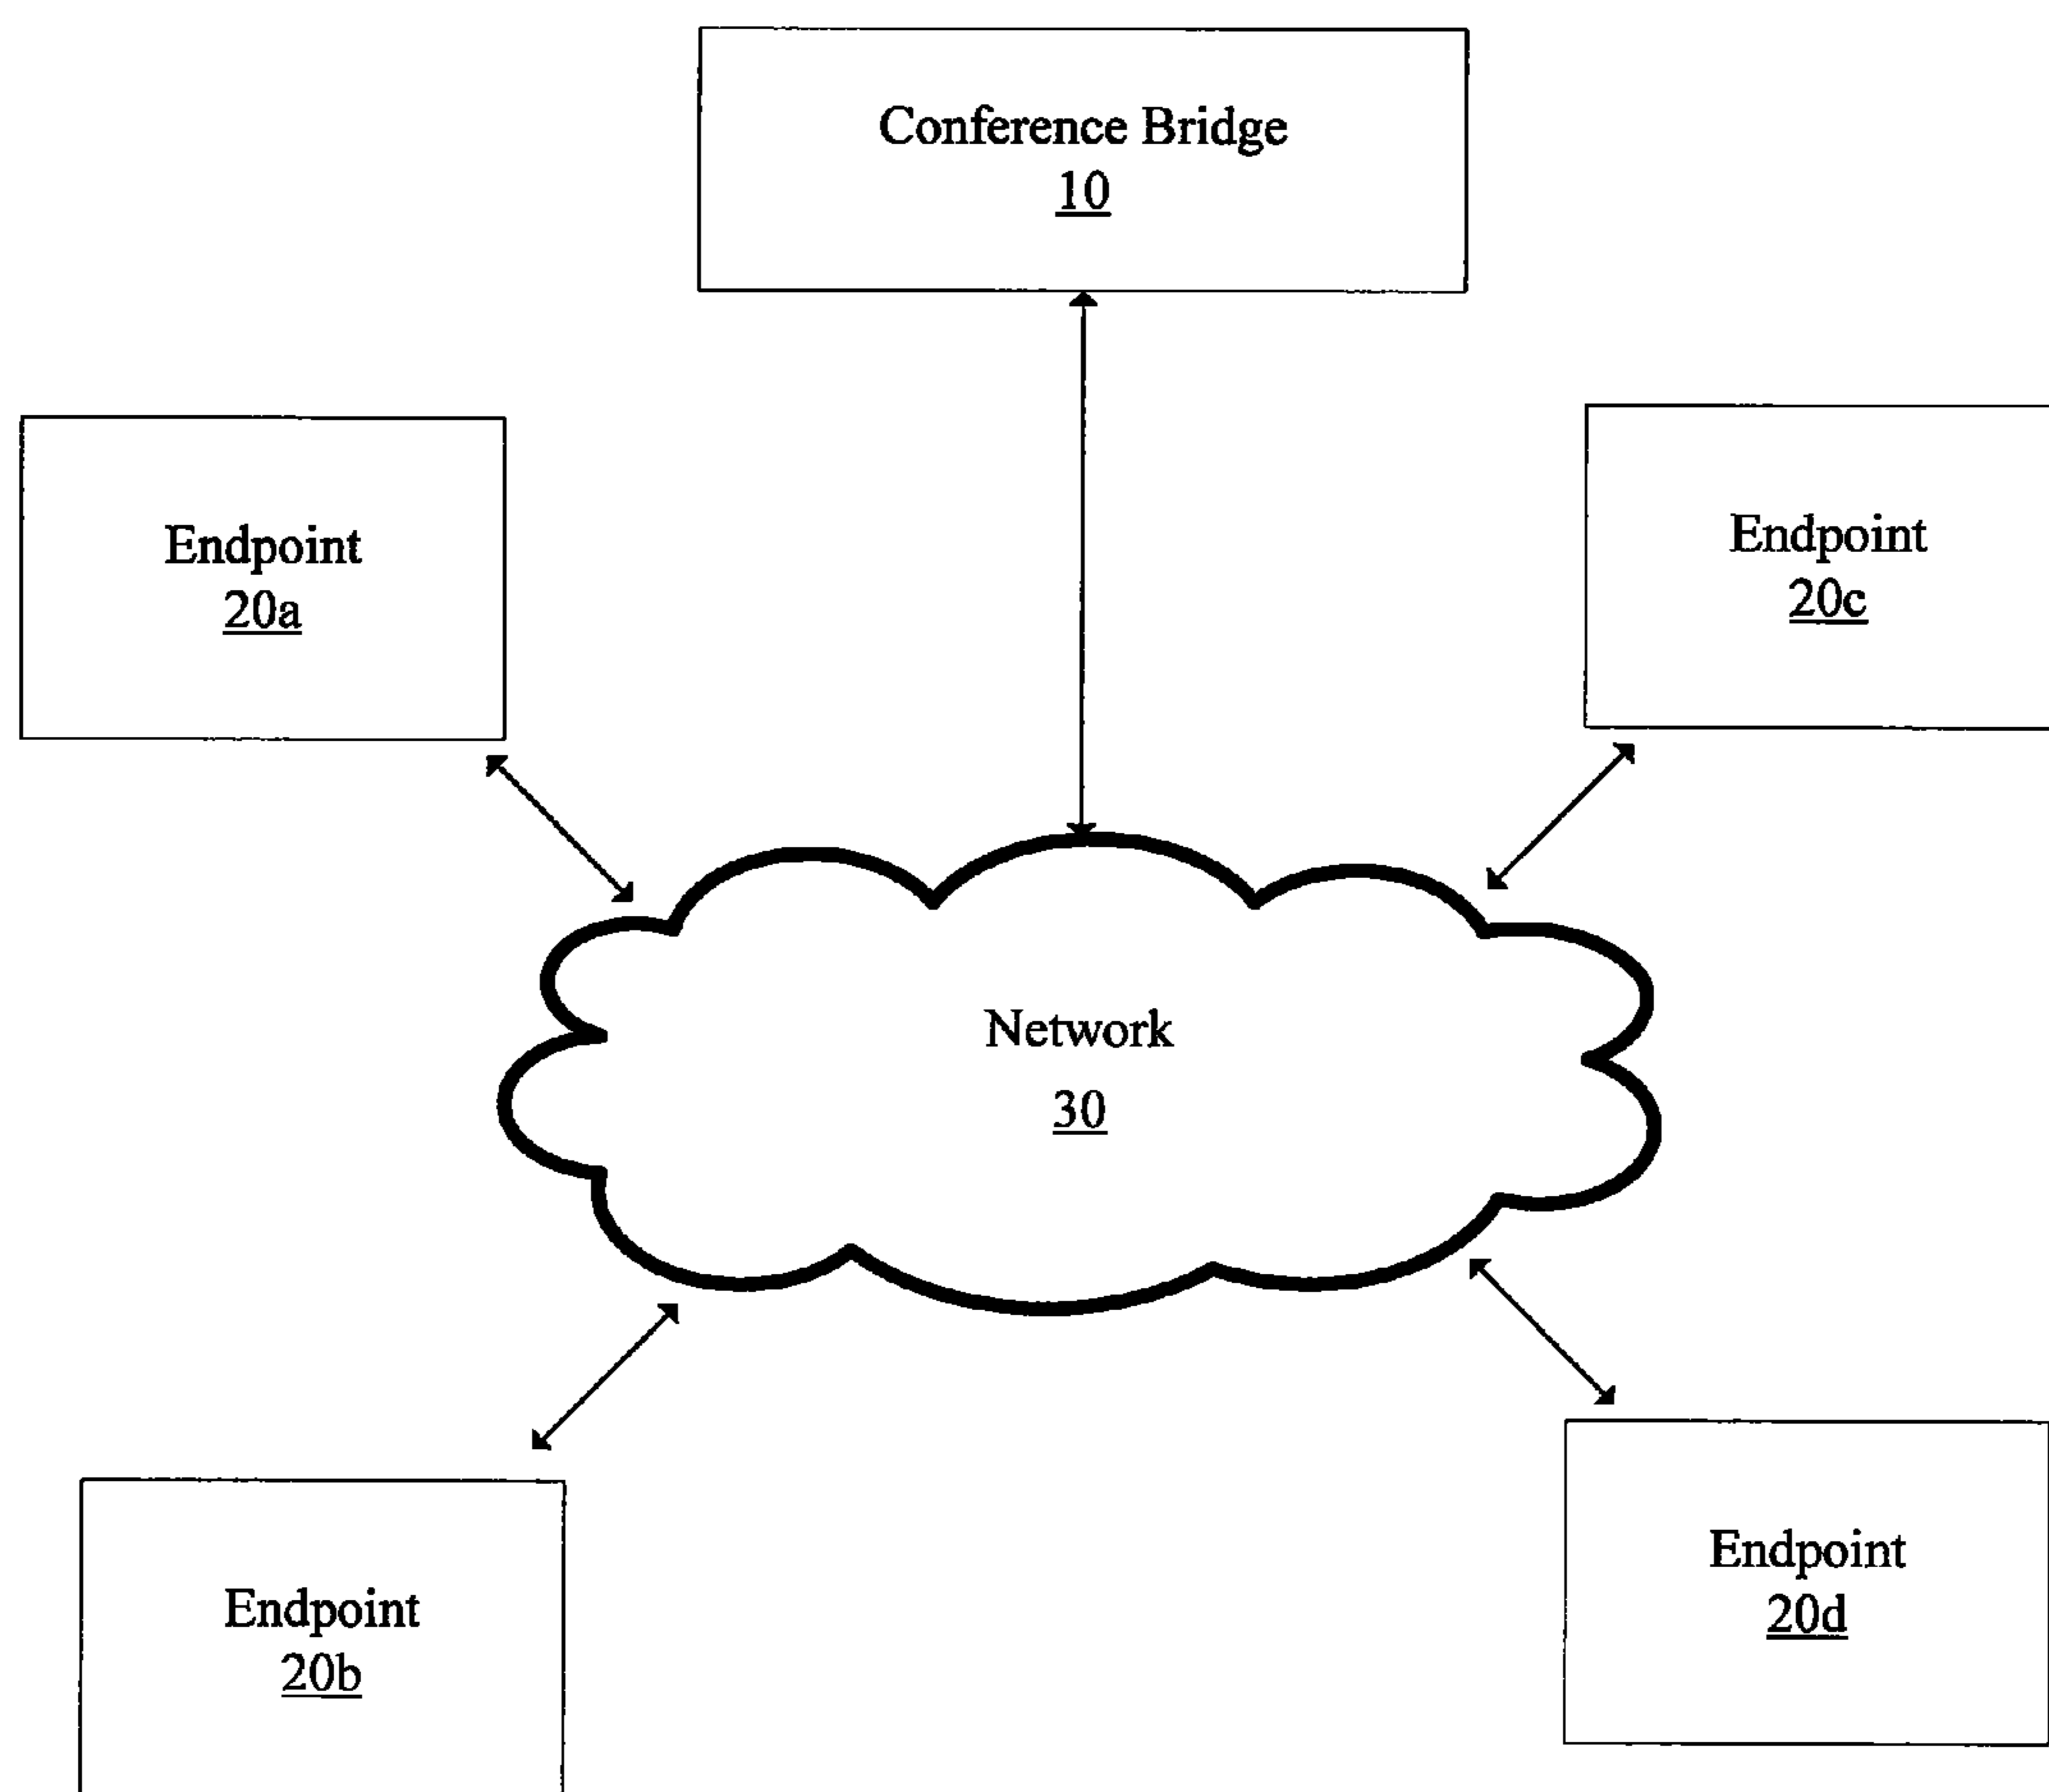 Conference Bridge
10
Endpoint
20a
Endpoint
20c
Network
30
Endpoint
20b
Endpoint
20d